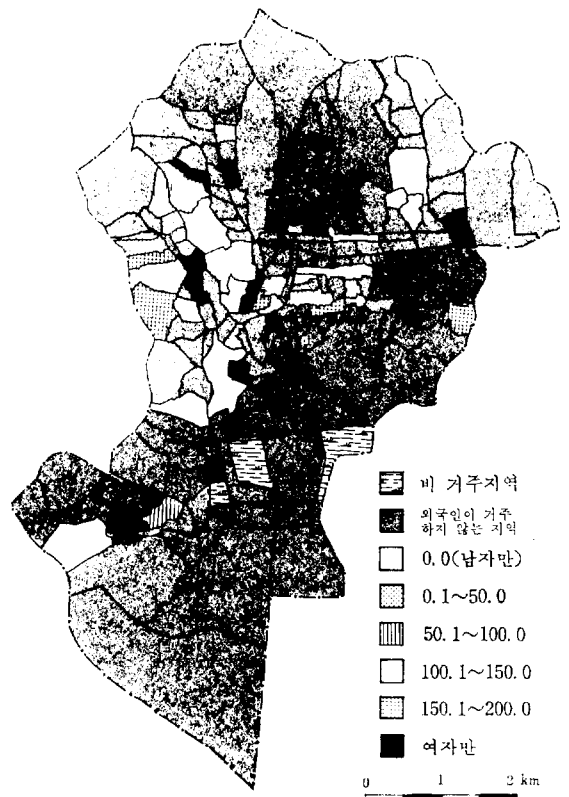 비 거주지역
외국인이 거주
하지 않는 지역
0.0(남자만)
0.1~50.0
50.1~100.0
100.1~150.0
150.1~200.0
여자만
0 1 2 km